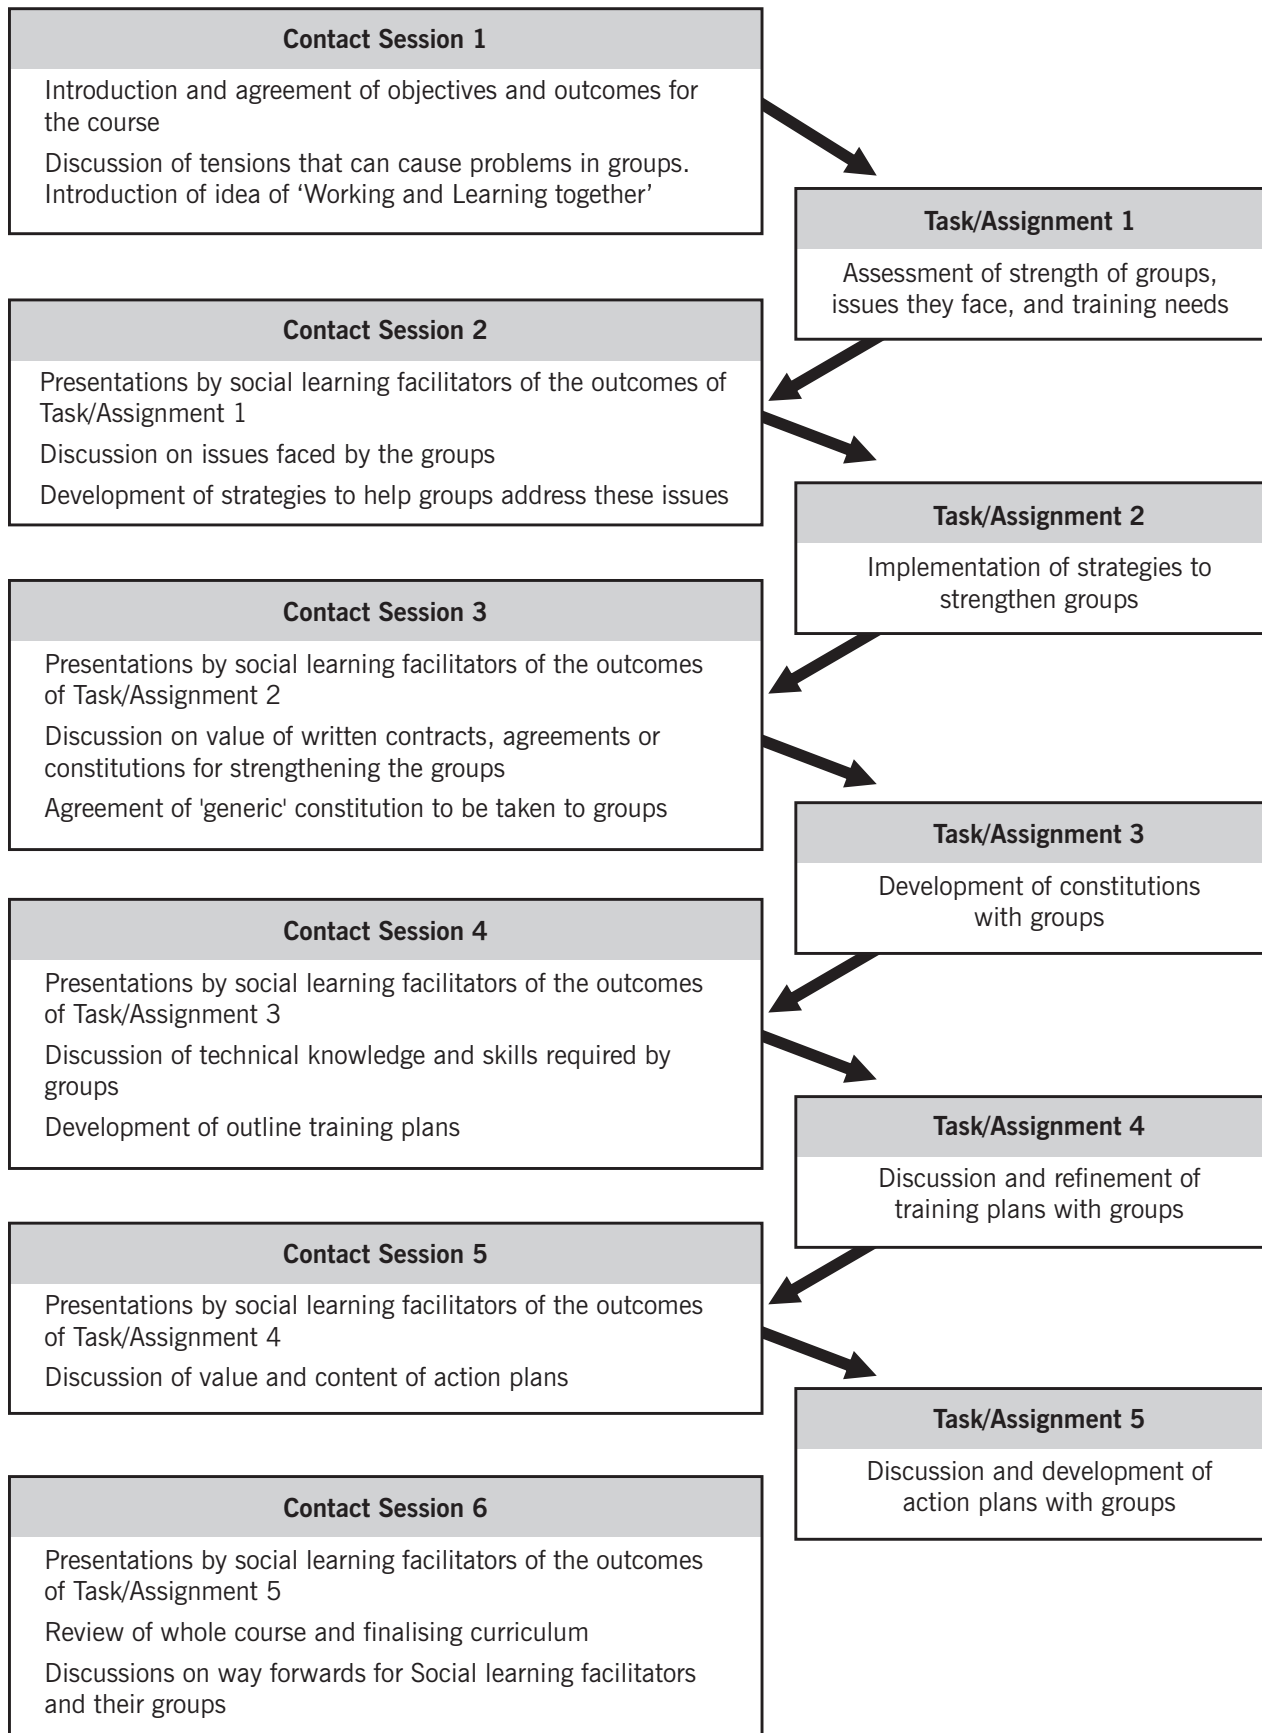 Contact Session 1
Introduction and agreement of objectives and outcomes for
the course
Discussion of tensions that can cause problems in groups.
Introduction of idea of ‘Working and Learning together’
Task/Assignment 1
Assessment of strength of groups,
issues they face, and training needs
Contact Session 2
Presentations by social learning facilitators of the outcomes of
Task/Assignment 1
Discussion on issues faced by the groups
Development of strategies to help groups address these issues
Task/Assignment 2
Implementation of strategies to
strengthen groups
Contact Session 3
Presentations by social learning facilitators of the outcomes
of Task/Assignment 2
Discussion on value of written contracts, agreements or
constitutions for strengthening the groups
Agreement of 'generic' constitution to be taken to groups
Task/Assignment 3
Development of constitutions
with groups
Contact Session 4
Presentations by social learning facilitators of the outcomes
of Task/Assignment 3
Discussion of technical knowledge and skills required by
groups
Development of outline training plans
Task/Assignment 4
Discussion and refinement of
training plans with groups
Contact Session 5
Presentations by social learning facilitators of the outcomes
of Task/Assignment 4
Discussion of value and content of action plans
Task/Assignment 5
Discussion and development of
action plans with groups
Contact Session 6
Presentations by social learning facilitators of the outcomes
of Task/Assignment 5
Review of whole course and finalising curriculum
Discussions on way forwards for Social learning facilitators
and their groups